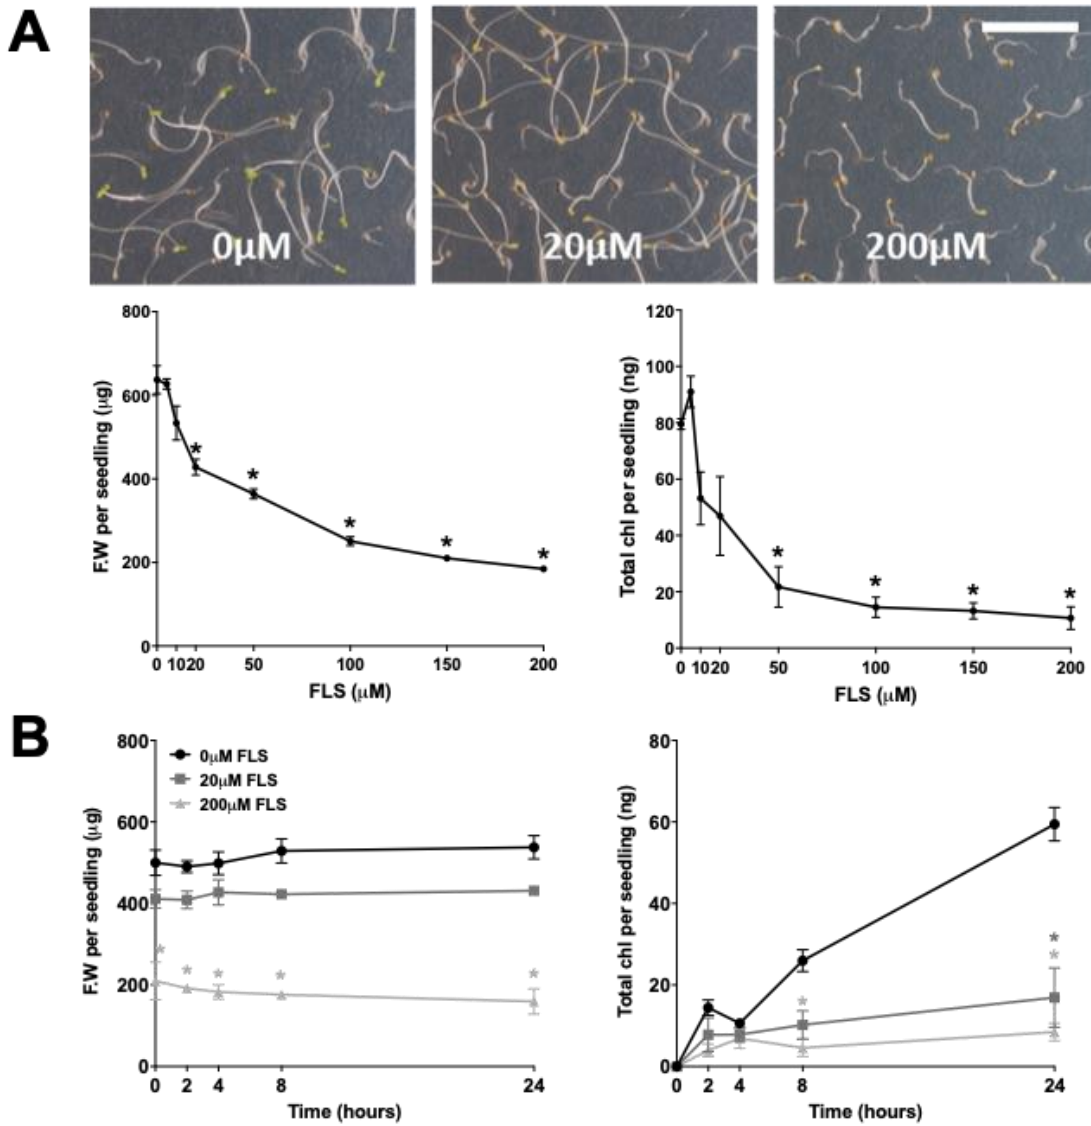 A
0μM
20μM
200μM
800
600
400
200
0
F.W per seedling (μg)
* * * * *
0 10 20 50 100 150 200
FLS (μM)
120
100
80
60
40
20
0
Total chl per seedling (ng)
* * * *
0 10 20 50 100 150 200
FLS (μM)
B
800
600
400
200
0
F.W per seedling (μg)
0μM FLS
20μM FLS
200μM FLS
* * * * *
0 2 4 8 24
Time (hours)
80
60
40
20
0
Total chl per seedling (ng)
*
*
*
0 2 4 8 24
Time (hours)